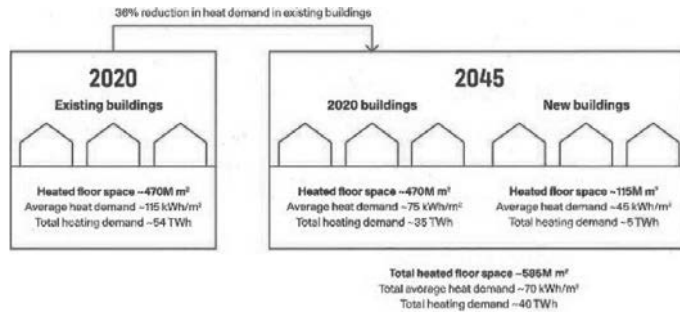 36% reduction in heat demand in existing buildings
2020
Existing buildings
Heated floor space ~470M m²
Average heat demand ~115 kWh/m²
Total heating demand ~54 TWh
2045
2020 buildings
Heated floor space ~470M m²
Average heat demand ~75 kWh/m²
Total heating demand ~35 TWh
New buildings
Heated floor space ~115M m²
Average heat demand ~45 kWh/m²
Total heating demand ~5 TWh
Total heated floor space ~585M m²
Total average heat demand ~70 kWh/m²
Total heating demand ~40 TWh